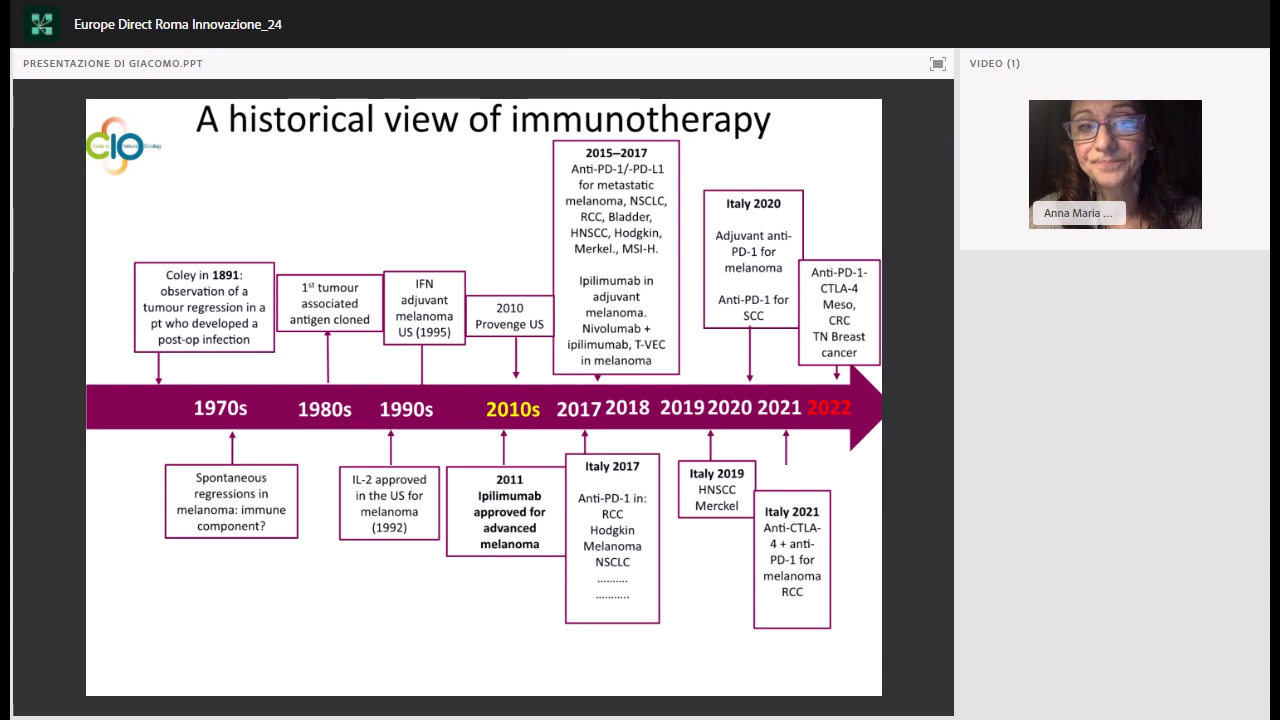 Europe Direct Roma Innovazione_24
PRESENTAZIONE DI GIACOMO.PPT
VIDEO (1)
Anna Maria ...
A historical view of immunotherapy
CIO
Coley in 1891:
observation of a
tumour regression in a
pt who developed a
post-op infection
1st tumour
associated
antigen cloned
IFN
adjuvant
melanoma
US (1995)
2010
Provenge US
2015–2017
Anti-PD-1/-PD-L1
for metastatic
melanoma, NSCLC,
RCC, Bladder,
HNSCC, Hodgkin,
Merkel., MSI-H.
Ipilimumab in
adjuvant
melanoma.
Nivolumab +
ipilimumab, T-VEC
in melanoma
Italy 2020
Adjuvant anti-
PD-1 for
melanoma
Anti-PD-1 for
SCC
Anti-PD-1-
CTLA-4
Meso,
CRC
TN Breast
cancer
1970s 1980s 1990s 2010s 2017 2018 2019 2020 2021 2022
Spontaneous
regressions in
melanoma: immune
component?
IL-2 approved
in the US for
melanoma
(1992)
2011
Ipilimumab
approved for
advanced
melanoma
Italy 2017
Anti-PD-1 in:
RCC
Hodgkin
Melanoma
NSCLC
..........
...........
Italy 2019
HNSCC
Merckel
Italy 2021
Anti-CTLA-
4 + anti-
PD-1 for
melanoma
RCC